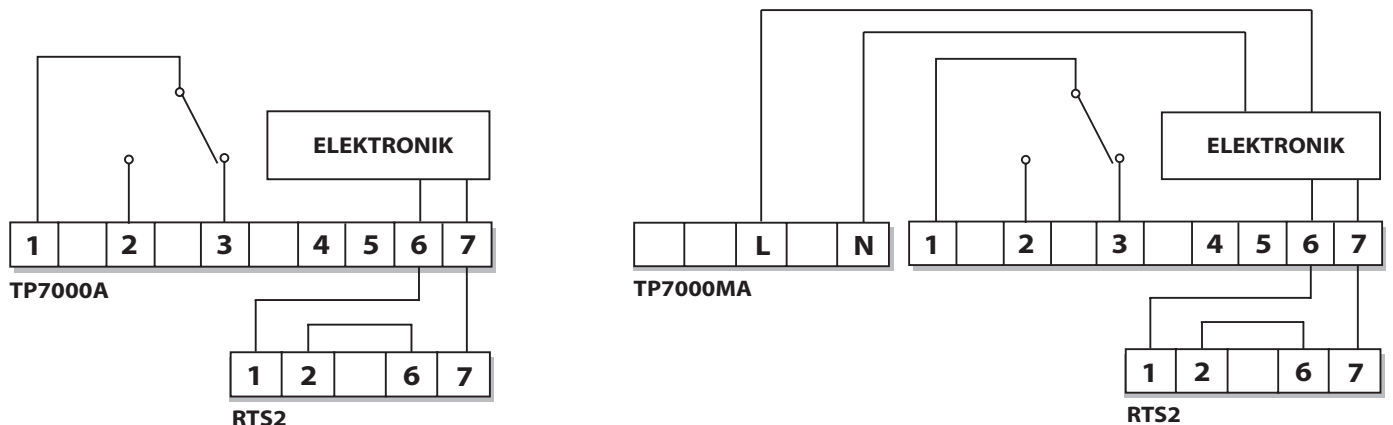 ELEKTRONIK
1 2 3 4 5 6 7
TP7000A
1 2 6 7
RTS2
ELEKTRONIK
L N 1 2 3 4 5 6 7
TP7000MA
1 2 6 7
RTS2